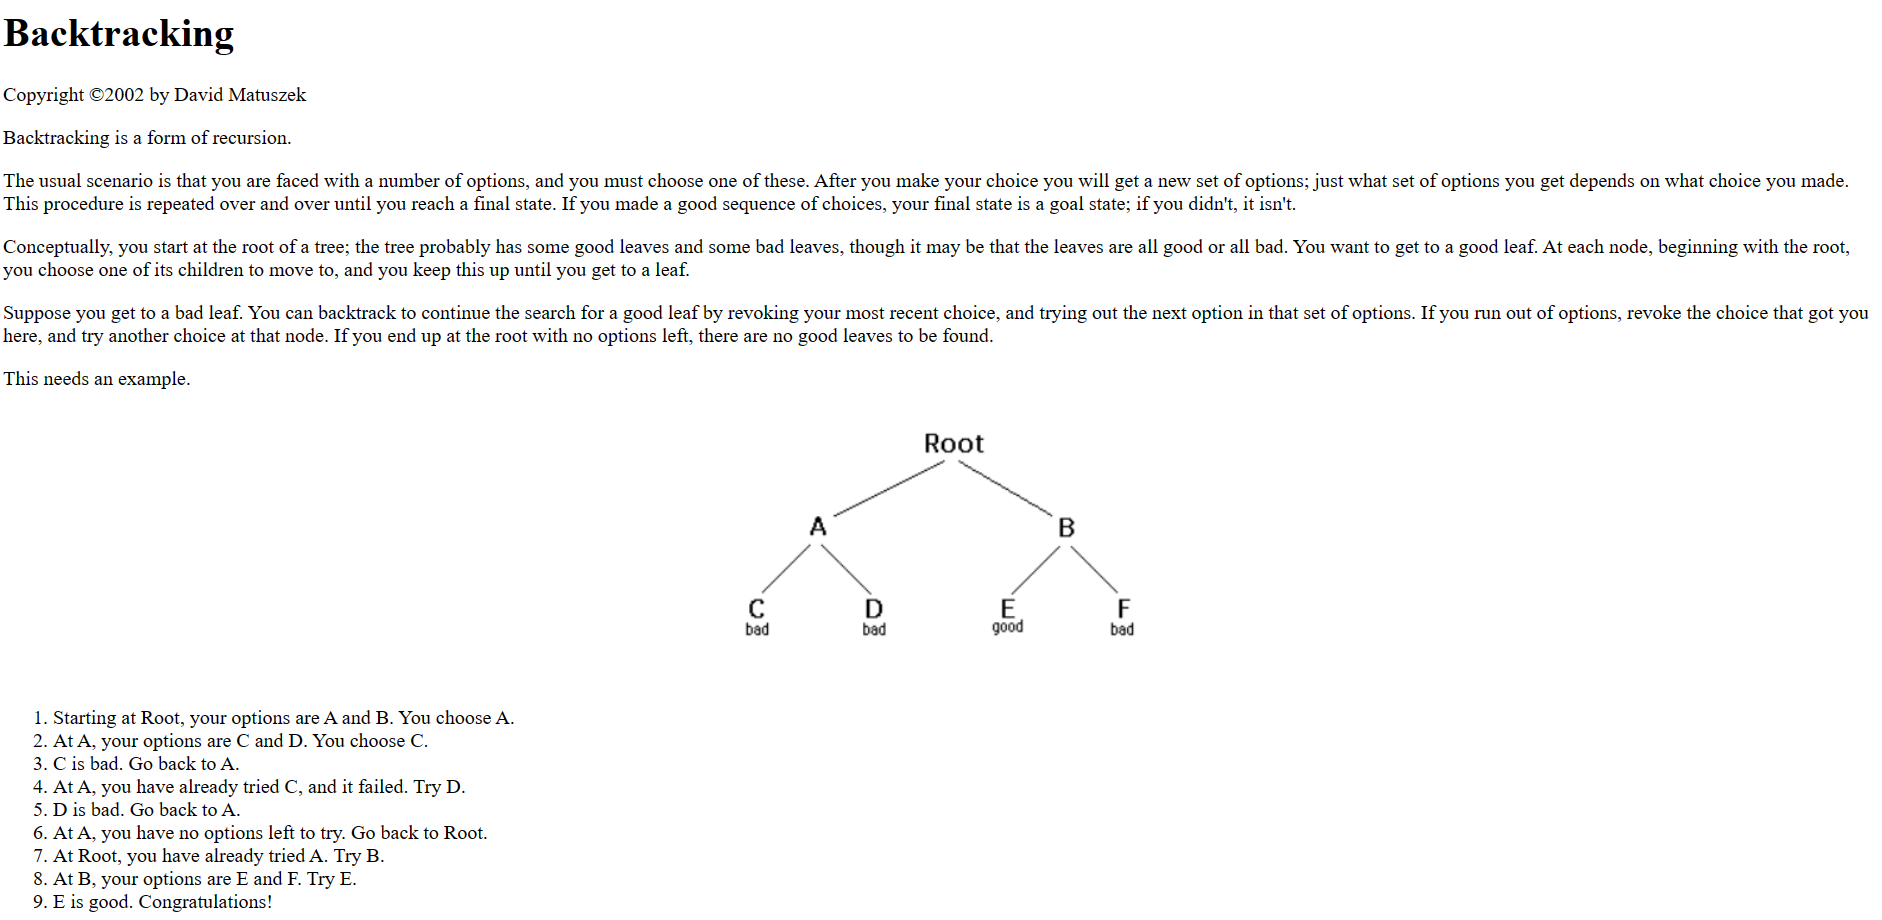 Backtracking
Copyright ©2002 by David Matuszek
Backtracking is a form of recursion.
The usual scenario is that you are faced with a number of options, and you must choose one of these. After you make your choice you will get a new set of options; just what set of options you get depends on what choice you made.
This procedure is repeated over and over until you reach a final state. If you made a good sequence of choices, your final state is a goal state; if you didn't, it isn't.
Conceptually, you start at the root of a tree; the tree probably has some good leaves and some bad leaves, though it may be that the leaves are all good or all bad. You want to get to a good leaf. At each node, beginning with the root,
you choose one of its children to move to, and you keep this up until you get to a leaf.
Suppose you get to a bad leaf. You can backtrack to continue the search for a good leaf by revoking your most recent choice, and trying out the next option in that set of options. If you run out of options, revoke the choice that got you
here, and try another choice at that node. If you end up at the root with no options left, there are no good leaves to be found.
This needs an example.
Root
A B
C D E F
bad bad good bad
1. Starting at Root, your options are A and B. You choose A.
2. At A, your options are C and D. You choose C.
3. C is bad. Go back to A.
4. At A, you have already tried C, and it failed. Try D.
5. D is bad. Go back to A.
6. At A, you have no options left to try. Go back to Root.
7. At Root, you have already tried A. Try B.
8. At B, your options are E and F. Try E.
9. E is good. Congratulations!